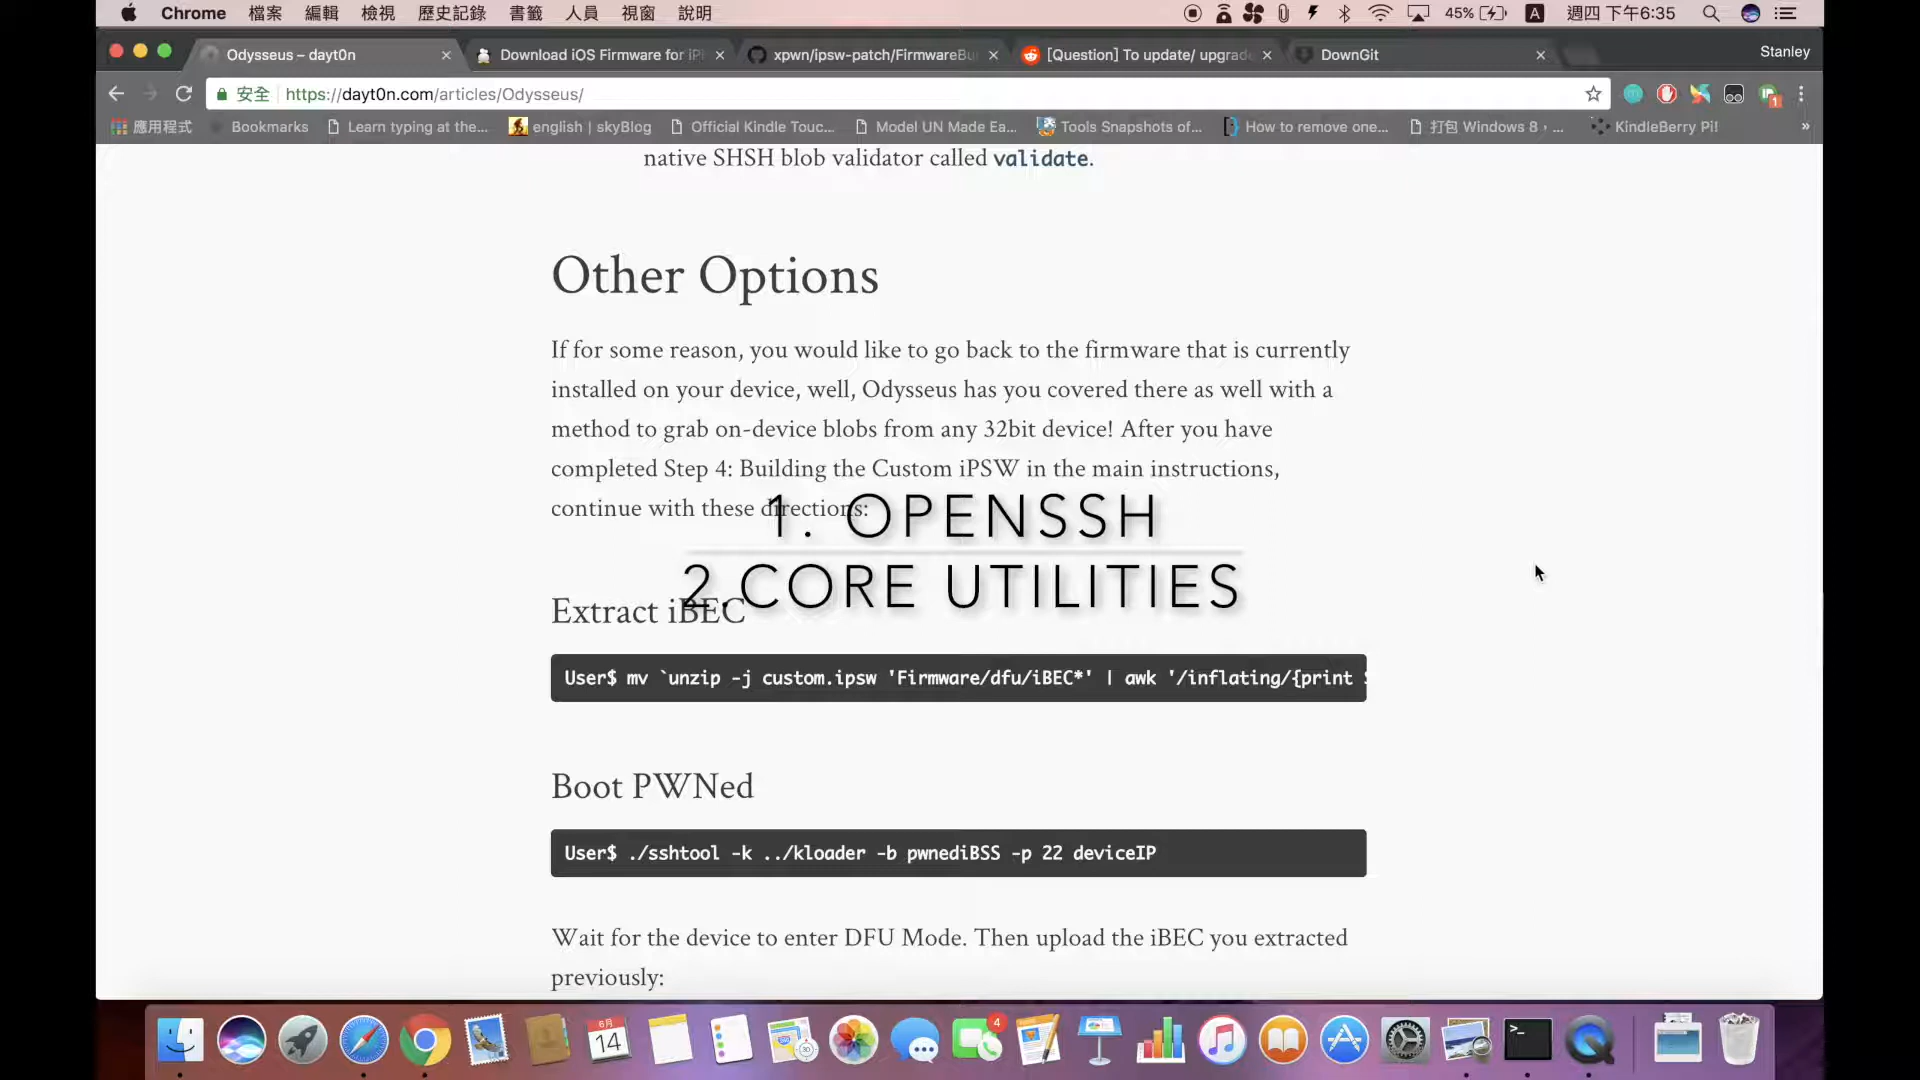 Chrome 檔案 編輯 檢視 歷史記錄 書籤 人員 視窗 說明 45% A 週四 下午6:35
Odysseus – dayt0n
Download iOS Firmware for iP
xpwn/ipsw-patch/FirmwareBu
[Question] To update/ upgrad
DownGit
Stanley
安全 https://dayt0n.com/articles/Odysseus/
1
應用程式 Bookmarks Learn typing at the... english | skyBlog Official Kindle Touc... Model UN Made Ea... Tools Snapshots of... How to remove one... 打包 Windows 8， ... KindleBerry Pi! »
native SHSH blob validator called validate.
Other Options
If for some reason, you would like to go back to the firmware that is currently
installed on your device, well, Odysseus has you covered there as well with a
method to grab on-device blobs from any 32bit device! After you have
completed Step 4: Building the Custom iPSW in the main instructions,
continue with these directions:
1. OPENSSH
2.CORE UTILITIES
Extract iBEC
User$ mv `unzip -j custom.ipsw 'Firmware/dfu/iBEC*' | awk '/inflating/{print
Boot PWNed
User$ ./sshtool -k ../kloader -b pwnediBSS -p 22 deviceIP
Wait for the device to enter DFU Mode. Then upload the iBEC you extracted
previously:
6月
14
30
4
>_